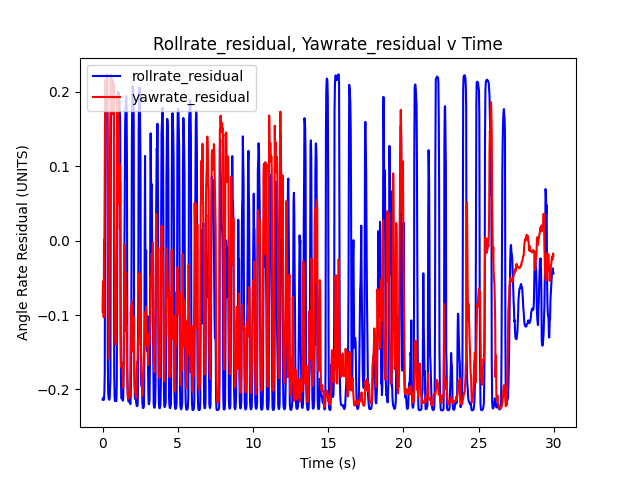 Rollrate_residual, Yawrate_residual v Time
rollrate_residual
yawrate_residual
Angle Rate Residual (UNITS)
0.2
0.1
0.0
−0.1
−0.2
0 5 10 15 20 25 30
Time (s)